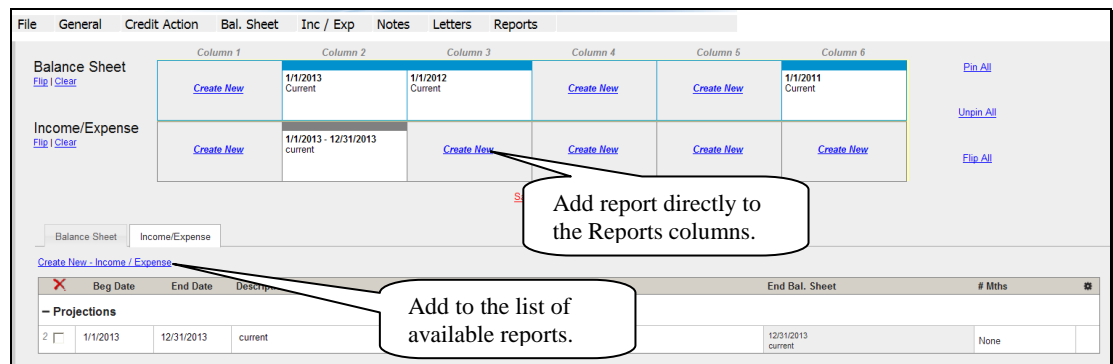 File General Credit Action Bal. Sheet Inc / Exp Notes Letters Reports
Column 1 Column 2 Column 3 Column 4 Column 5 Column 6
Balance Sheet
Flip | Clear
Create New
1/1/2013
Current
1/1/2012
Current
Create New
Create New
1/1/2011
Current
Pin All
Unpin All
Income/Expense
Flip | Clear
Create New
1/1/2013 - 12/31/2013
current
Create New
Create New
Create New
Create New
Flip All
Add report directly to
the Reports columns.
Balance Sheet Income/Expense
Create New - Income / Expense
Beg Date End Date End Bal. Sheet # Mths
Add to the list of
available reports.
− Projections
2 1/1/2013 12/31/2013 current
12/31/2013
current
None